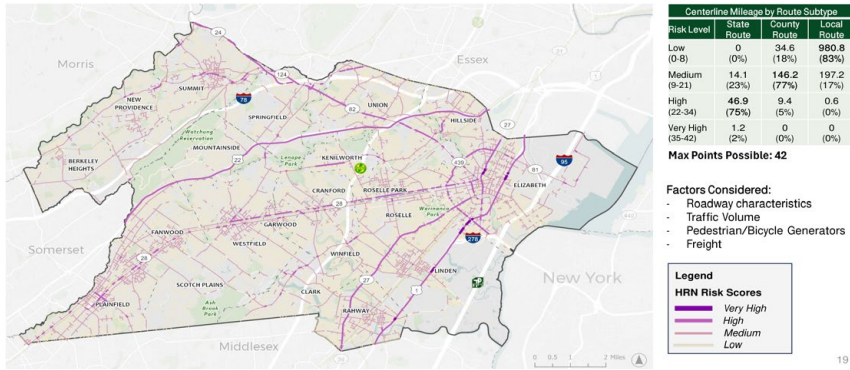 Morris
Essex
24
124
SUMMIT
78
82
UNION
NEW
PROVIDENCE
SPRINGFIELD
HILLSIDE
27
Watchung
Reservation
MOUNTAINSIDE
22
Lenape
Park
KENILWORTH
439
95
BERKELEY
HEIGHTS
CRANFORD
ROSELLE PARK
81
ELIZABETH
28
Warinanco
Park
ROSELLE
GARWOOD
FANWOOD
WESTFIELD
278
Somerset
28
WINFIELD
LINDEN
SCOTCH PLAINS
27
New York
CLARK
1
PLAINFIELD
Ash
Brook
Park
RAHWAY
Middlesex
0 0.5 1 2 Miles
Centerline Mileage by Route Subtype
Risk Level State Route County Route Local Route
Low (0-8) 0 (0%) 34.6 (18%) 980.8 (83%)
Medium (9-21) 14.1 (23%) 146.2 (77%) 197.2 (17%)
High (22-34) 46.9 (75%) 9.4 (5%) 0.6 (0%)
Very High (35-42) 1.2 (2%) 0 (0%) 0 (0%)
Max Points Possible: 42
Factors Considered:
- Roadway characteristics
- Traffic Volume
- Pedestrian/Bicycle Generators
- Freight
Legend
HRN Risk Scores
Very High
High
Medium
Low
19